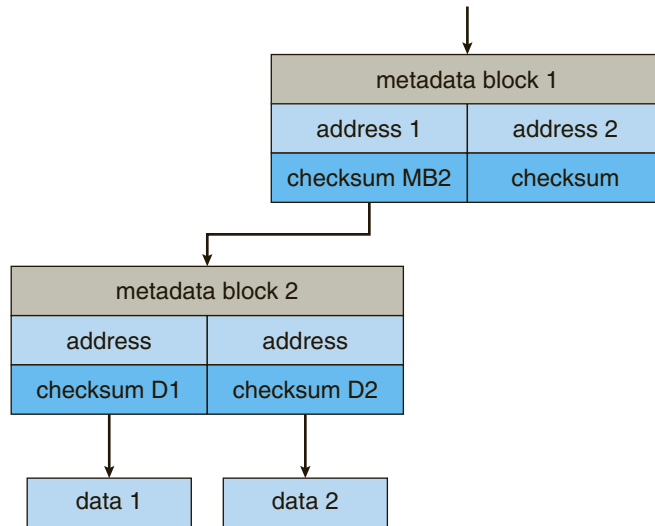 metadata block 1
address 1 address 2
checksum MB2 checksum
metadata block 2
address address
checksum D1 checksum D2
data 1 data 2